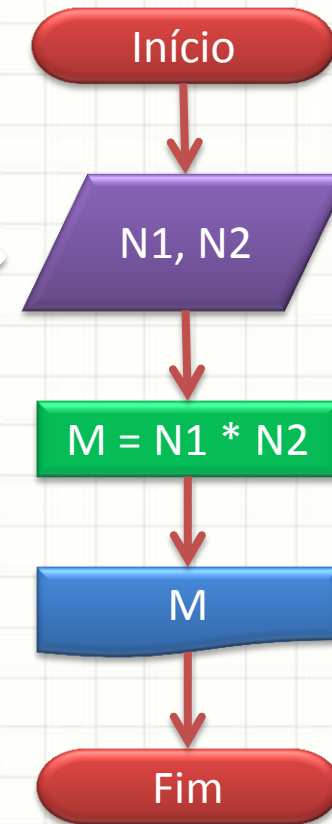 Início
N1, N2
M = N1 * N2
M
Fim